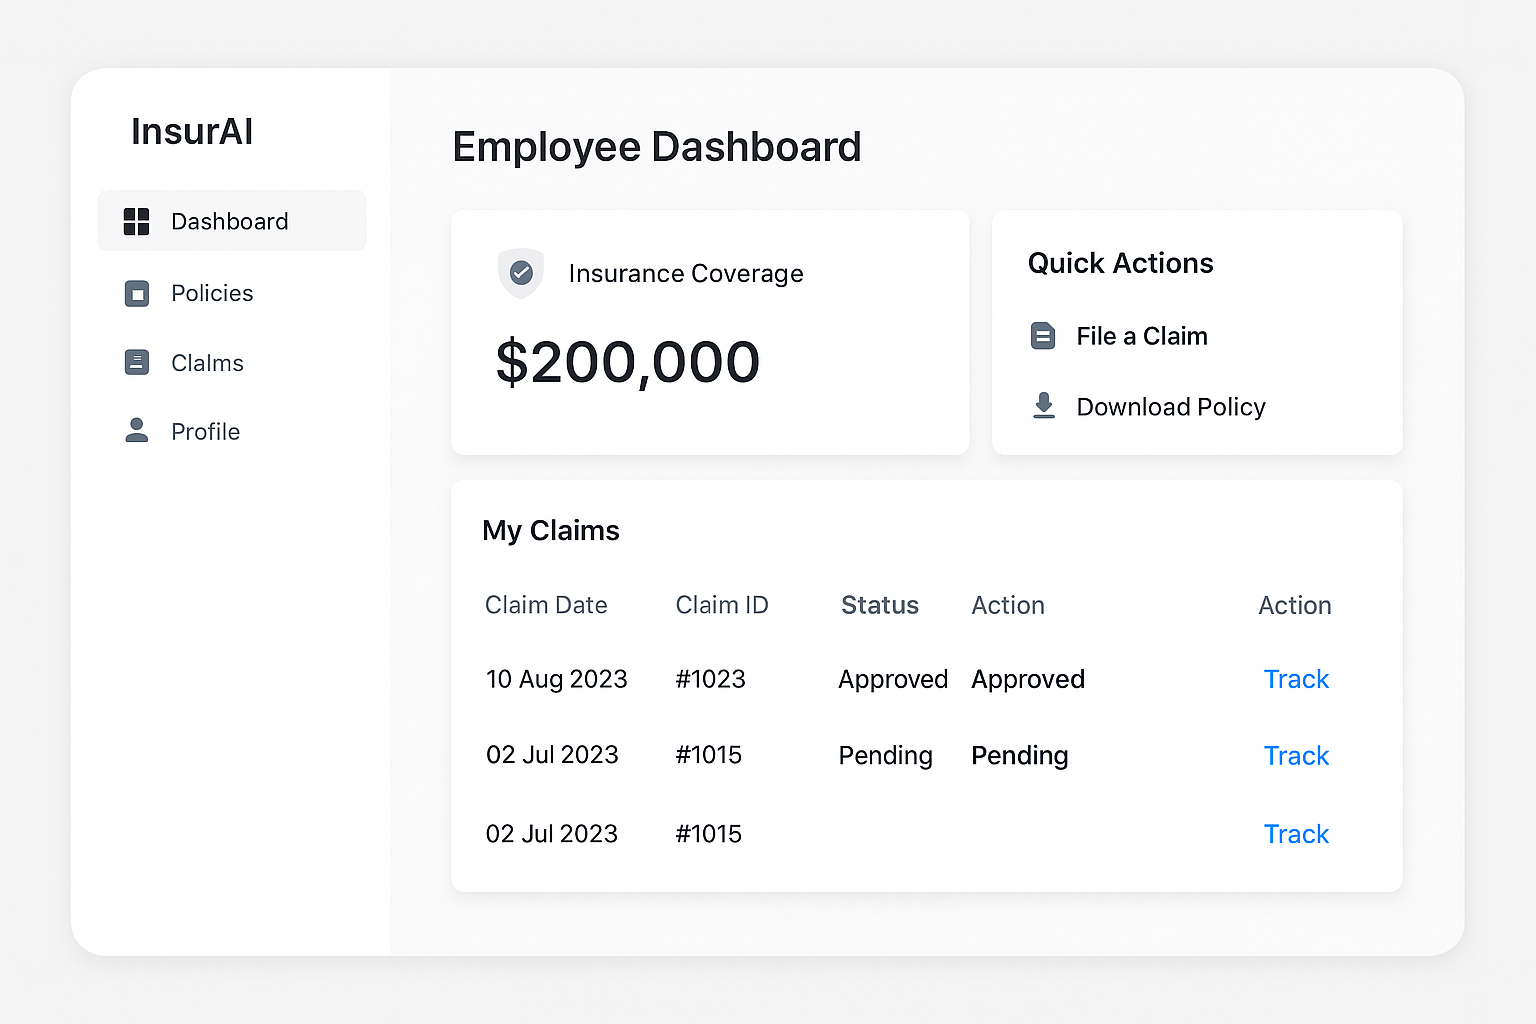 InsurAI
Dashboard
Policies
Clalms
Profile
Employee Dashboard
Insurance Coverage
$200,000
Quick Actions
File a Claim
Download Policy
My Claims
Claim Date Claim ID Status Action Action
10 Aug 2023 #1023 Approved Approved Track
02 Jul 2023 #1015 Pending Pending Track
02 Jul 2023 #1015 Track